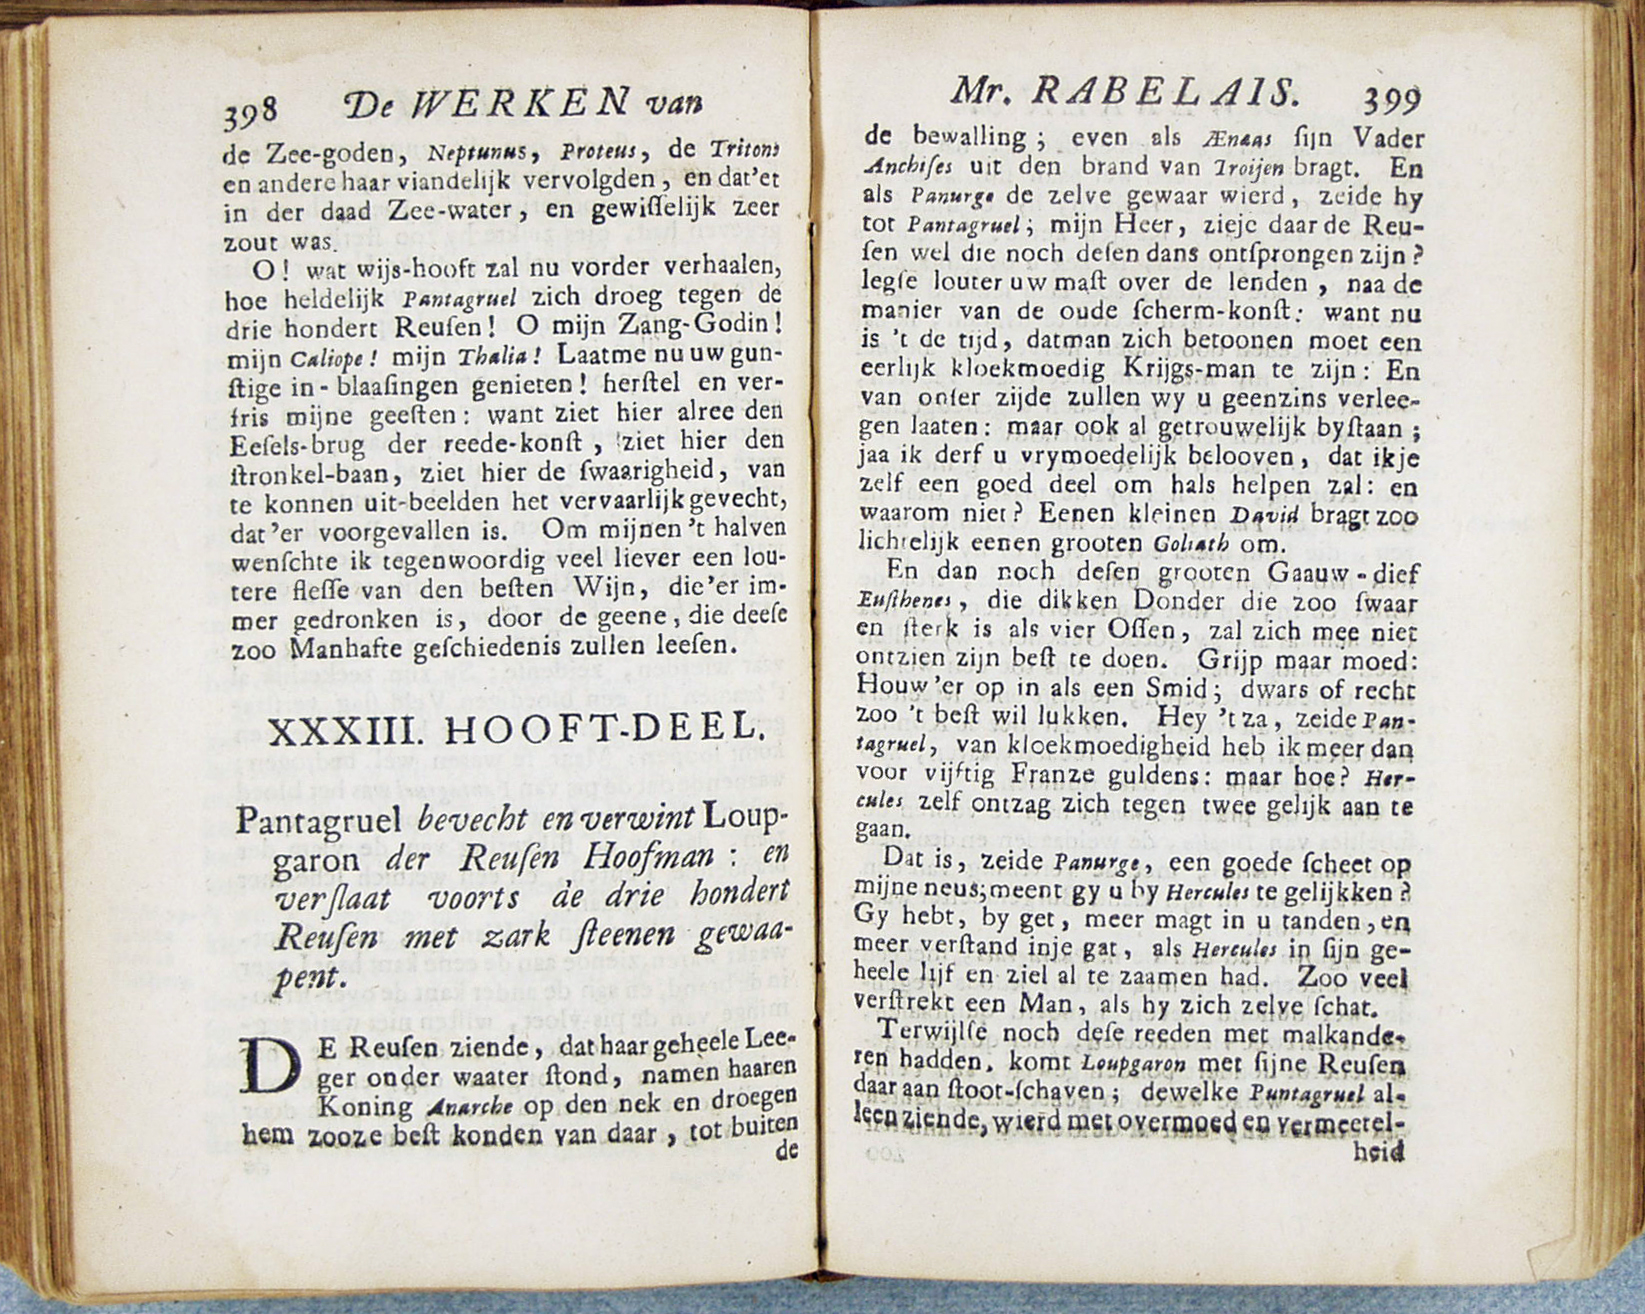 398 De WERKEN van
de Zee-goden, Neptunus, Proteus, de Tritons
en andere haar viandelijk vervolgden, en dat'et
in der daad Zee-water, en gewiſſelijk zeer
zout was.
O! wat wijs-hooft zal nu vorder verhaalen,
hoe heldelijk Pantagruel zich droeg tegen de
drie hondert Reuſen! O mijn Zang-Godin!
mijn Caliope! mijn Thalia! Laatme nu uw gun-
ſtige in-blaaſingen genieten! herſtel en ver-
fris mijne geeſten: want ziet hier alree den
Eeſels-brug der reede-konſt, ziet hier den
ſtronkel-baan, ziet hier de ſwaarigheid, van
te konnen uit-beelden het vervaarlijk gevecht,
dat'er voorgevallen is. Om mijnen 't halven
wenſchte ik tegenwoordig veel liever een lou-
tere fleſſe van den beſten Wijn, die'er im-
mer gedronken is, door de geene, die deeſe
zoo Manhafte geſchiedenis zullen leeſen.
XXXIII. HOOFT-DEEL.
Pantagruel bevecht en verwint Loup-
garon der Reuſen Hoofman: en
verſlaat voorts de drie hondert
Reuſen met zark ſteenen gewaa-
pent.
DE Reuſen ziende, dat haar geheele Lee-
ger onder waater ſtond, namen haaren
Koning Anarche op den nek en droegen
hem zooze beſt konden van daar, tot buiten
de
Mr. RABELAIS. 399
de bewalling; even als Ænæas ſijn Vader
Anchiſes uit den brand van Troijen bragt. En
als Panurge de zelve gewaar wierd, zeide hy
tot Pantagruel; mijn Heer, zieje daar de Reu-
ſen wel die noch deſen dans ontſprongen zijn?
legſe louter uw maſt over de lenden, naa de
manier van de oude ſcherm-konſt: want nu
is 't de tijd, datman zich betoonen moet een
eerlijk kloekmoedig Krijgs-man te zijn: En
van onſer zijde zullen wy u geenzins verlee-
gen laaten: maar ook al getrouwelijk byſtaan;
jaa ik derf u vrymoedelijk belooven, dat ikje
zelf een goed deel om hals helpen zal: en
waarom niet? Eenen kleinen David bragt zoo
lichtelijk eenen grooten Goliath om.
En dan noch deſen grooten Gaauw-dief
Euſthenes, die dikken Donder die zoo ſwaar
en ſterk is als vier Oſſen, zal zich mee niet
ontzien zijn beſt te doen. Grijp maar moed:
Houw'er op in als een Smid; dwars of recht
zoo 't beſt wil lukken. Hey 't za, zeide Pan-
tagruel, van kloekmoedigheid heb ik meer dan
voor vijftig Franze guldens: maar hoe? Her-
cules zelf ontzag zich tegen twee gelijk aan te
gaan.
Dat is, zeide Panurge, een goede ſcheet op
mijne neus; meent gy u by Hercules te gelijkken?
Gy hebt, by get, meer magt in u tanden, en
meer verſtand inje gat, als Hercules in ſijn ge-
heele lijf en ziel al te zaamen had. Zoo veel
verſtrekt een Man, als hy zich zelve ſchat.
Terwijlſe noch deſe reeden met malkande-
ren hadden, komt Loupgaron met ſijne Reuſen
daar aan ſtoot-ſchaven; dewelke Pantagruel al-
leen ziende, wierd met overmoed en vermeetel-
heid